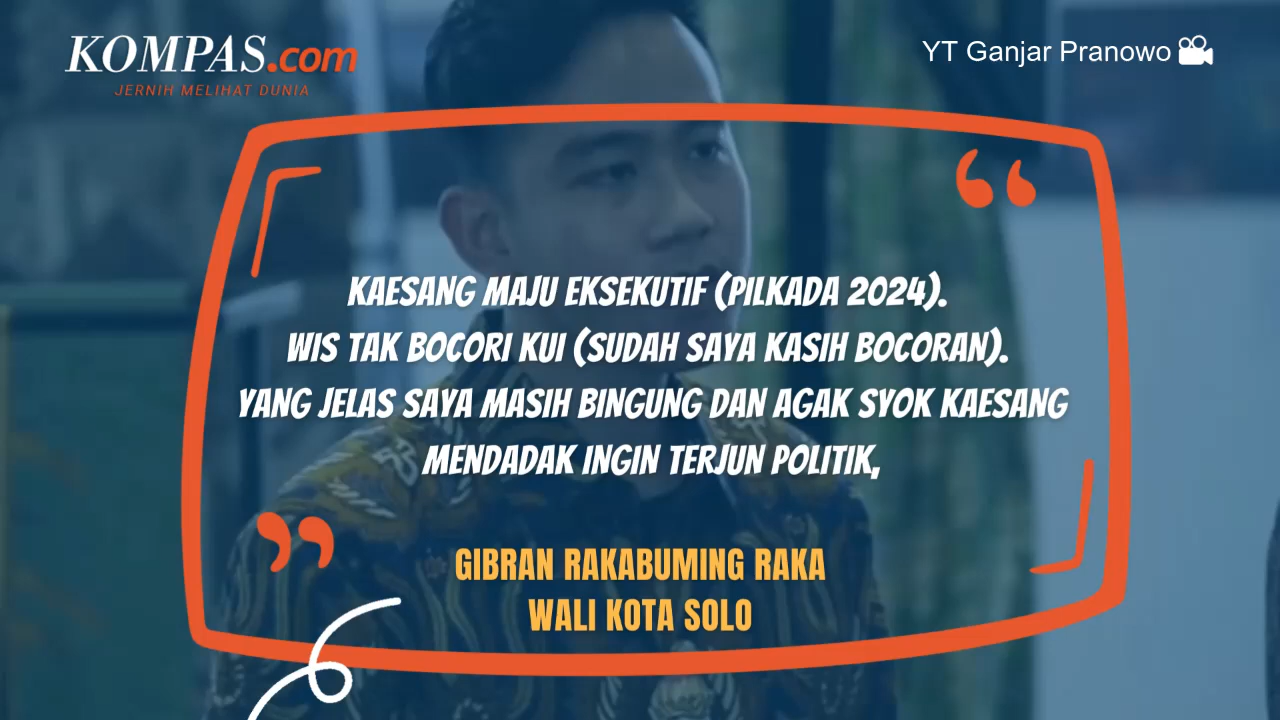 KOMPAS.com
JERNIH MELIHAT DUNIA
YT Ganjar Pranowo
KAESANG MAJU EKSEKUTIF (PILKADA 2024).
WIS TAK BOCORI KUI (SUDAH SAYA KASIH BOCORAN).
YANG JELAS SAYA MASIH BINGUNG DAN AGAK SYOK KAESANG
MENDADAK INGIN TERJUN POLITIK,
GIBRAN RAKABUMING RAKA
WALI KOTA SOLO